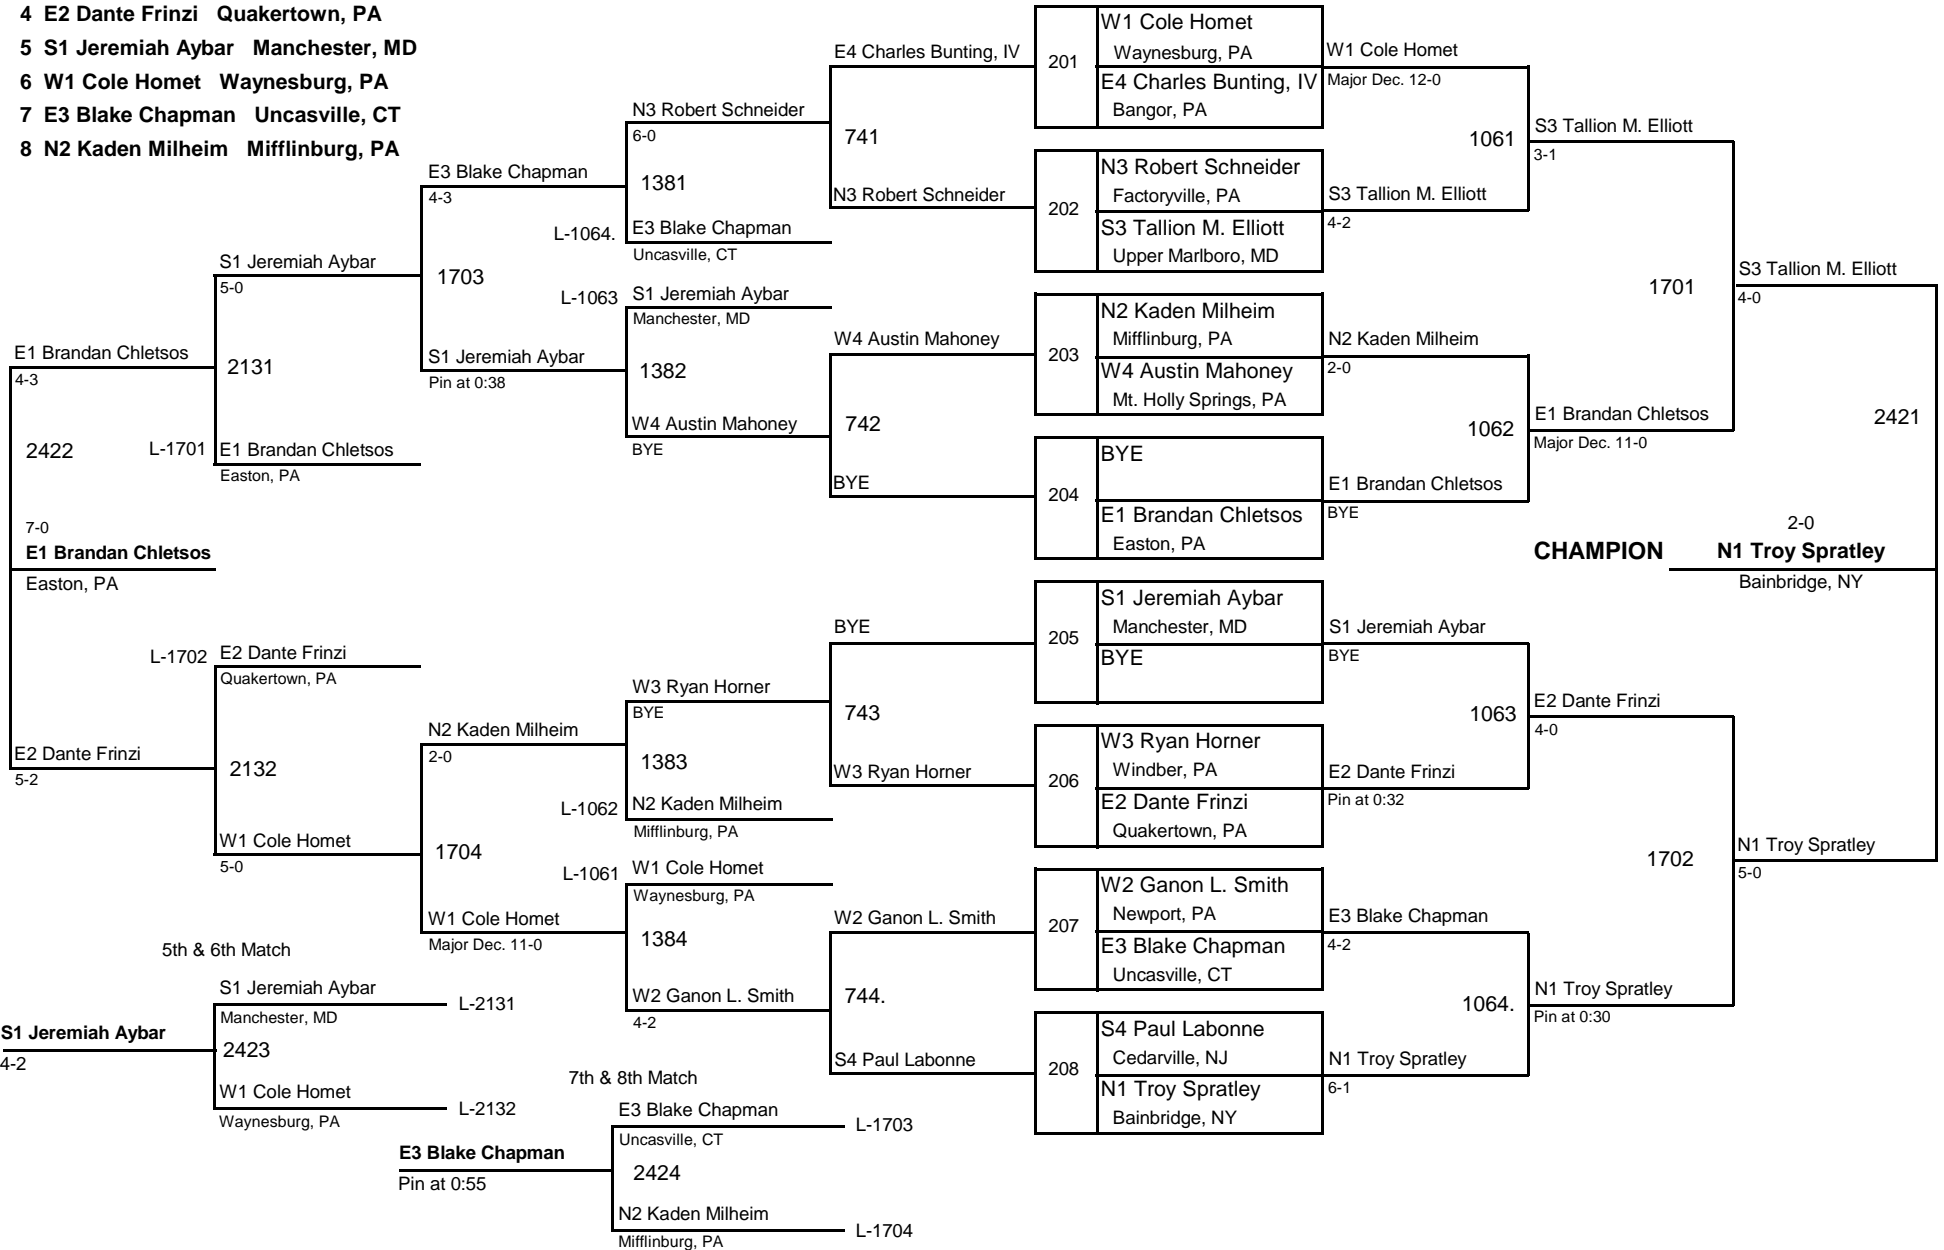 4 E2 Dante Frinzi Quakertown, PA
5 S1 Jeremiah Aybar Manchester, MD
6 W1 Cole Homet Waynesburg, PA
7 E3 Blake Chapman Uncasville, CT
8 N2 Kaden Milheim Mifflinburg, PA
E1 Brandan Chletsos
4-3
2422
7-0
E1 Brandan Chletsos
Easton, PA
E2 Dante Frinzi
5-2
S1 Jeremiah Aybar
5-0
2131
L-1701
E1 Brandan Chletsos
Easton, PA
L-1702
E2 Dante Frinzi
Quakertown, PA
2132
W1 Cole Homet
5-0
E3 Blake Chapman
4-3
1703
S1 Jeremiah Aybar
Pin at 0:38
N2 Kaden Milheim
2-0
1704
W1 Cole Homet
Major Dec. 11-0
N3 Robert Schneider
6-0
1381
L-1064.
E3 Blake Chapman
Uncasville, CT
L-1063
S1 Jeremiah Aybar
Manchester, MD
1382
W4 Austin Mahoney
BYE
W3 Ryan Horner
BYE
1383
L-1062
N2 Kaden Milheim
Mifflinburg, PA
L-1061
W1 Cole Homet
Waynesburg, PA
1384
W2 Ganon L. Smith
4-2
E4 Charles Bunting, IV
741
N3 Robert Schneider
W4 Austin Mahoney
742
BYE
BYE
743
W3 Ryan Horner
W2 Ganon L. Smith
744.
S4 Paul Labonne
201
W1 Cole Homet
Waynesburg, PA
E4 Charles Bunting, IV
Bangor, PA
202
N3 Robert Schneider
Factoryville, PA
S3 Tallion M. Elliott
Upper Marlboro, MD
203
N2 Kaden Milheim
Mifflinburg, PA
W4 Austin Mahoney
Mt. Holly Springs, PA
204
BYE
E1 Brandan Chletsos
Easton, PA
205
S1 Jeremiah Aybar
Manchester, MD
BYE
206
W3 Ryan Horner
Windber, PA
E2 Dante Frinzi
Quakertown, PA
207
W2 Ganon L. Smith
Newport, PA
E3 Blake Chapman
Uncasville, CT
208
S4 Paul Labonne
Cedarville, NJ
N1 Troy Spratley
Bainbridge, NY
W1 Cole Homet
Major Dec. 12-0
1061
S3 Tallion M. Elliott
4-2
N2 Kaden Milheim
2-0
1062
E1 Brandan Chletsos
BYE
S1 Jeremiah Aybar
BYE
1063
E2 Dante Frinzi
Pin at 0:32
E3 Blake Chapman
4-2
1064.
N1 Troy Spratley
6-1
S3 Tallion M. Elliott
3-1
1701
E1 Brandan Chletsos
Major Dec. 11-0
E2 Dante Frinzi
4-0
1702
N1 Troy Spratley
Pin at 0:30
S3 Tallion M. Elliott
4-0
2421
2-0
CHAMPION N1 Troy Spratley
Bainbridge, NY
N1 Troy Spratley
5-0
5th & 6th Match
S1 Jeremiah Aybar
L-2131
Manchester, MD
S1 Jeremiah Aybar
4-2
2423
W1 Cole Homet
L-2132
Waynesburg, PA
7th & 8th Match
E3 Blake Chapman
L-1703
Uncasville, CT
E3 Blake Chapman
Pin at 0:55
2424
N2 Kaden Milheim
L-1704
Mifflinburg, PA